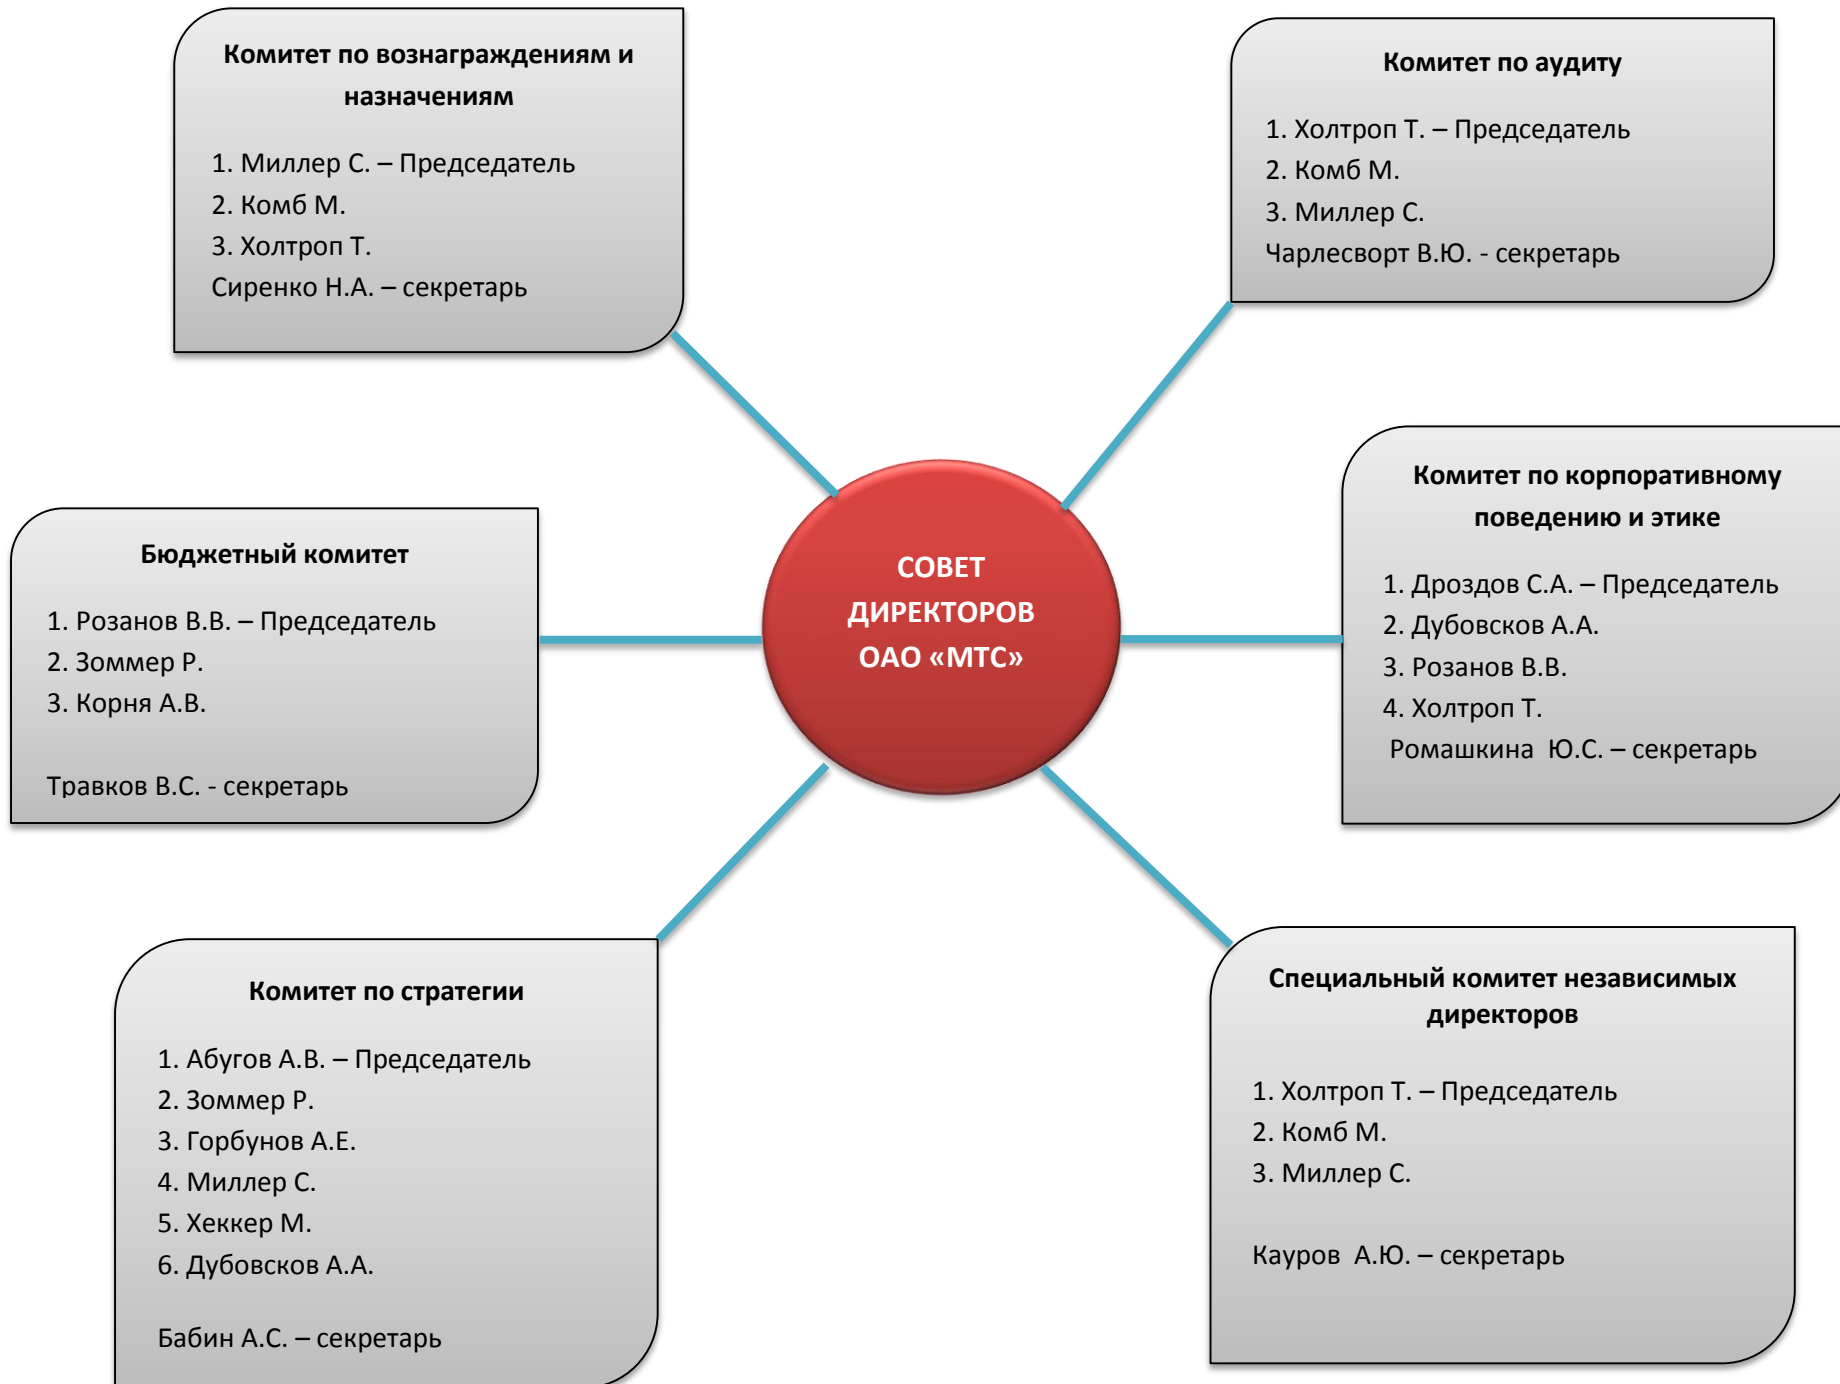 Комитет по вознаграждениям и
назначениям
1. Миллер С. – Председатель
2. Комб М.
3. Холтроп Т.
Сиренко Н.А. – секретарь
Комитет по аудиту
1. Холтроп Т. – Председатель
2. Комб М.
3. Миллер С.
Чарлесворт В.Ю. - секретарь
Бюджетный комитет
1. Розанов В.В. – Председатель
2. Зоммер Р.
3. Корня А.В.
Травков В.С. - секретарь
СОВЕТ
ДИРЕКТОРОВ
ОАО «МТС»
Комитет по корпоративному
поведению и этике
1. Дроздов С.А. – Председатель
2. Дубовсков А.А.
3. Розанов В.В.
4. Холтроп Т.
Ромашкина Ю.С. – секретарь
Комитет по стратегии
1. Абугов А.В. – Председатель
2. Зоммер Р.
3. Горбунов А.Е.
4. Миллер С.
5. Хеккер М.
6. Дубовсков А.А.
Бабин А.С. – секретарь
Специальный комитет независимых
директоров
1. Холтроп Т. – Председатель
2. Комб М.
3. Миллер С.
Кауров А.Ю. – секретарь